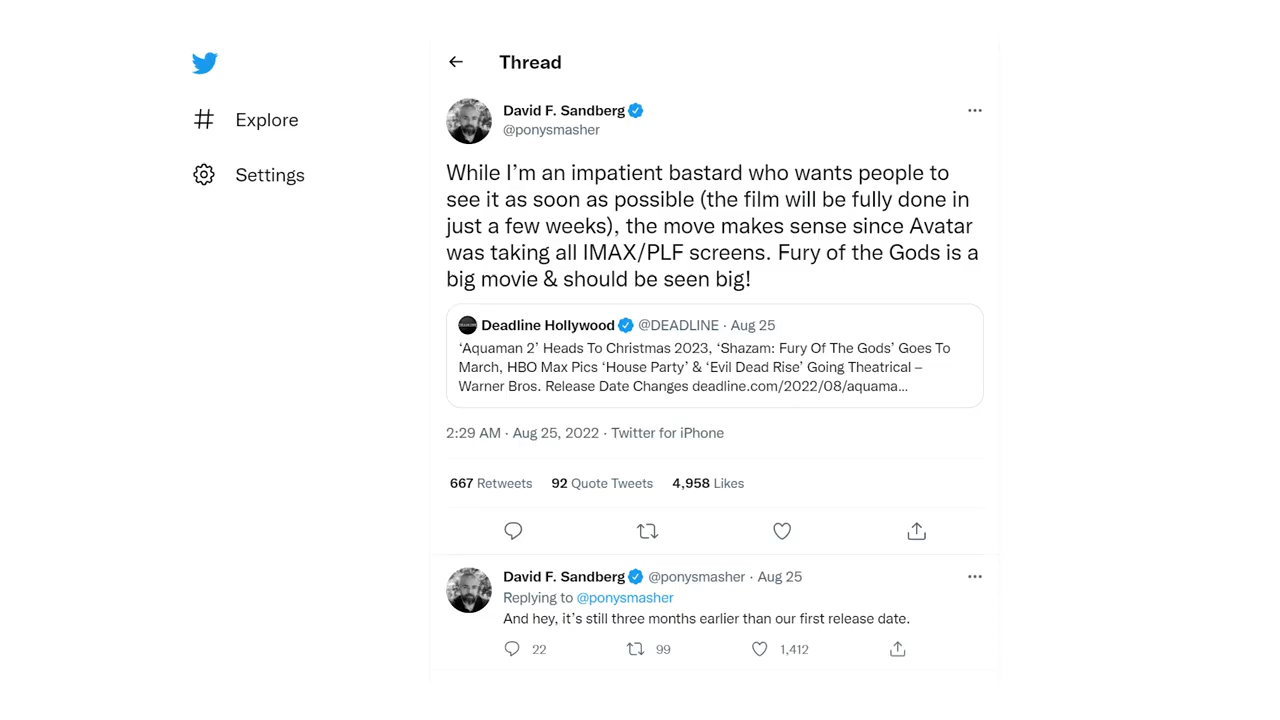 Thread
Explore
Settings
David F. Sandberg
@ponysmasher
While I’m an impatient bastard who wants people to
see it as soon as possible (the film will be fully done in
just a few weeks), the move makes sense since Avatar
was taking all IMAX/PLF screens. Fury of the Gods is a
big movie & should be seen big!
Deadline Hollywood @DEADLINE · Aug 25
‘Aquaman 2’ Heads To Christmas 2023, ‘Shazam: Fury Of The Gods’ Goes To
March, HBO Max Pics ‘House Party’ & ‘Evil Dead Rise’ Going Theatrical –
Warner Bros. Release Date Changes deadline.com/2022/08/aquama…
2:29 AM · Aug 25, 2022 · Twitter for iPhone
667 Retweets 92 Quote Tweets 4,958 Likes
David F. Sandberg @ponysmasher · Aug 25
Replying to @ponysmasher
And hey, it’s still three months earlier than our first release date.
22 99 1,412